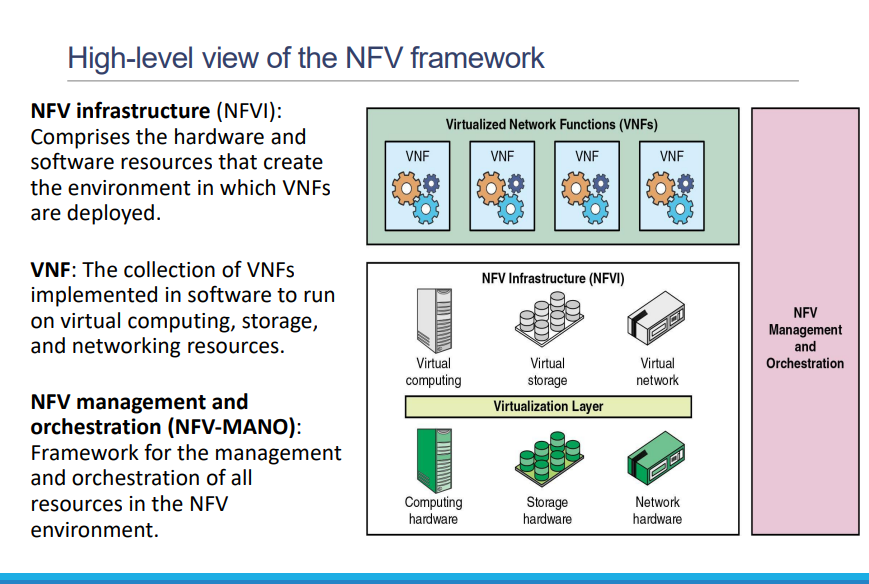 High-level view of the NFV framework
NFV infrastructure (NFVI):
Comprises the hardware and
software resources that create
the environment in which VNFs
are deployed.
VNF: The collection of VNFs
implemented in software to run
on virtual computing, storage,
and networking resources.
NFV management and
orchestration (NFV-MANO):
Framework for the management
and orchestration of all
resources in the NFV
environment.
Virtualized Network Functions (VNFs)
VNF
VNF
VNF
VNF
NFV Infrastructure (NFVI)
Virtual
computing
Virtual
storage
Virtual
network
Virtualization Layer
Computing
hardware
Storage
hardware
Network
hardware
NFV
Management
and
Orchestration